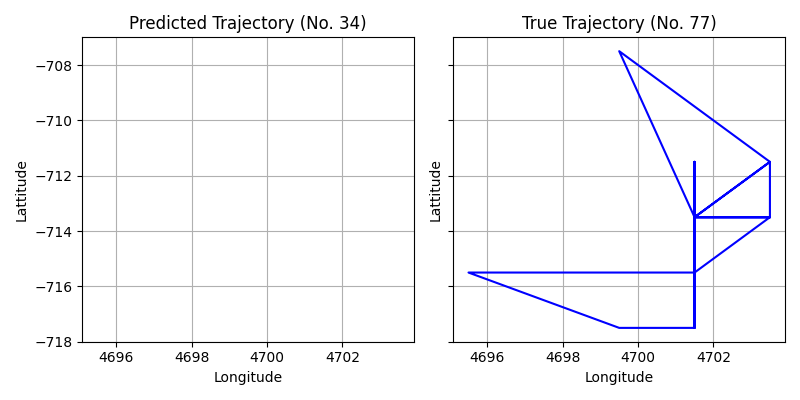 Predicted Trajectory (No. 34)
True Trajectory (No. 77)
−708
−710
−712
−714
−716
−718
Lattitude
Lattitude
4696
4698
4700
4702
4696
4698
4700
4702
Longitude
Longitude